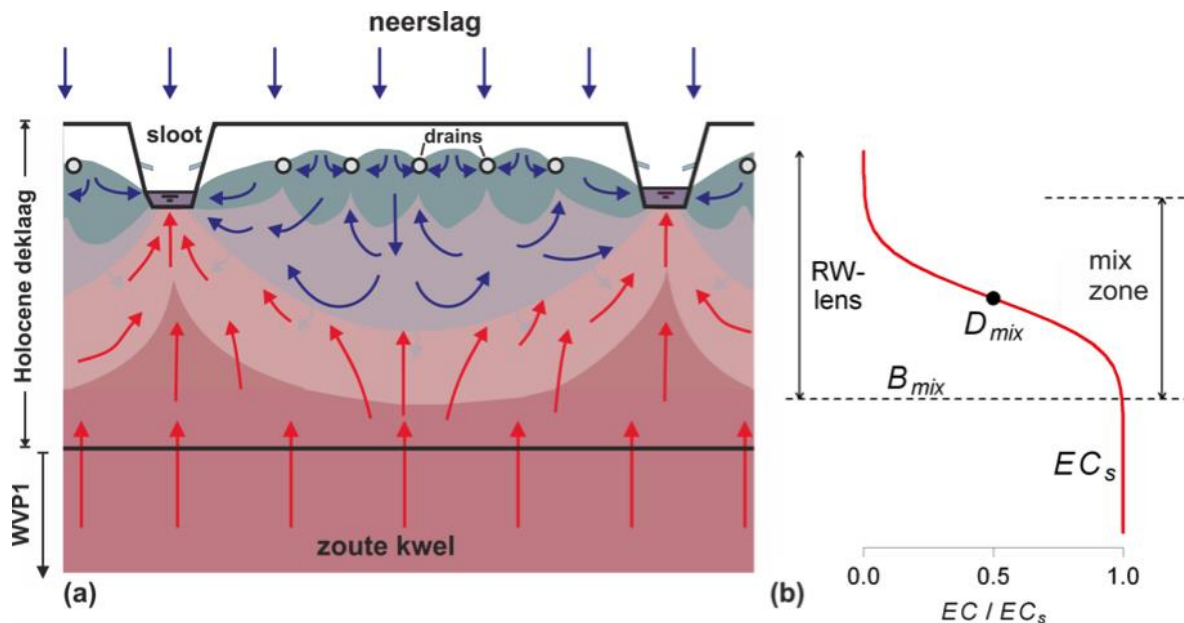 neerslag
sloot
drains
Holocene deklaag
WVP1
zoute kwel
(a)
RW-
lens
mix
zone
D mix
B mix
EC s
0.0 0.5 1.0
(b)
EC / EC s